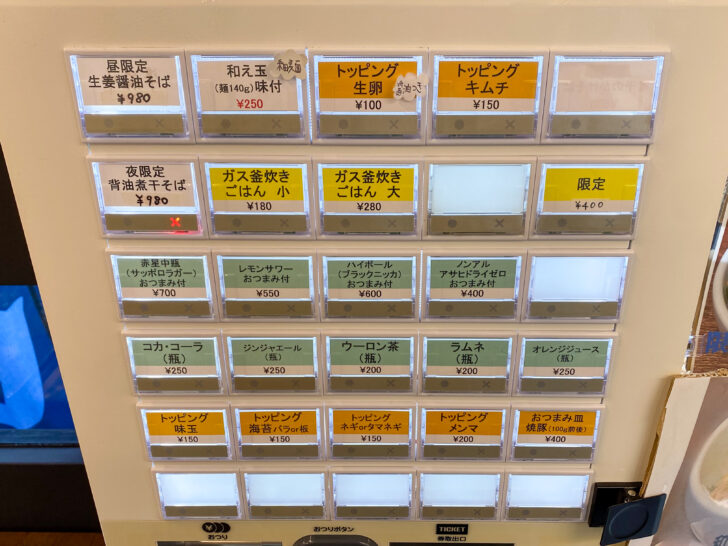 昼限定
生姜醤油そば
¥980
和え玉
(麺140g)味付
¥250
トッピング
生卵
¥100
トッピング
キムチ
¥150
夜限定
背油煮干そば
¥980
ガス釜炊き
ごはん 小
¥180
ガス釜炊き
ごはん 大
¥280
限定
¥400
赤星中瓶
(サッポロラガー)
おつまみ付
¥700
レモンサワー
おつまみ付
¥550
ハイボール
(ブラックニッカ)
おつまみ付
¥600
ノンアル
アサヒドライゼロ
おつまみ付
¥400
コカ・コーラ
(瓶)
¥250
ジンジャエール
(瓶)
¥250
ウーロン茶
(瓶)
¥200
ラムネ
(瓶)
¥200
オレンジジュース
(瓶)
¥250
トッピング
味玉
¥150
トッピング
海苔バラor板
¥150
トッピング
ネギorタマネギ
¥150
トッピング
メンマ
¥200
おつまみ皿
焼豚(100g前後)
¥400
おつり
おつりボタン
TICKET
券取出口